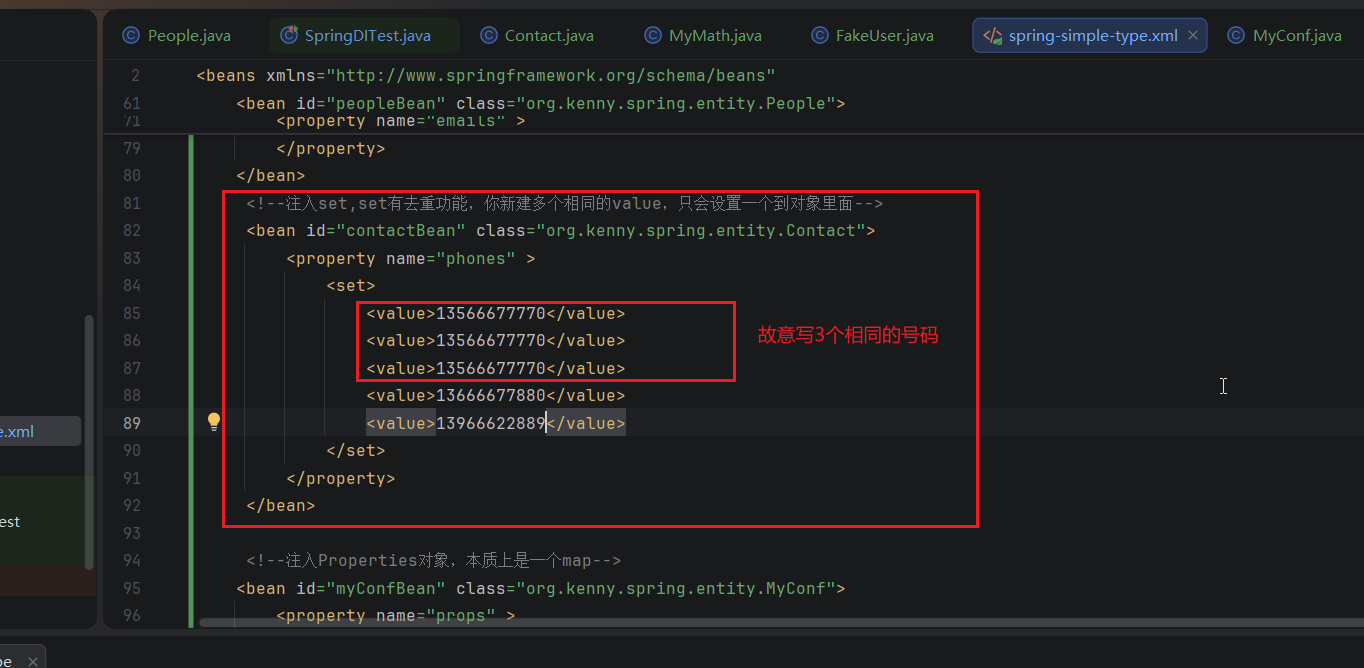 People.java SpringDITest.java Contact.java MyMath.java FakeUser.java spring-simple-type.xml MyConf.java
2 <beans xmlns="http://www.springframework.org/schema/beans"
61 <bean id="peopleBean" class="org.kenny.spring.entity.People">
71 <property name="emails" >
79 </property>
80 </bean>
81 <!--注入set,set有去重功能，你新建多个相同的value，只会设置一个到对象里面-->
82 <bean id="contactBean" class="org.kenny.spring.entity.Contact">
83 <property name="phones" >
84 <set>
85 <value>13566677770</value>
86 <value>13566677770</value>
故意写3个相同的号码
87 <value>13566677770</value>
88 <value>13666677880</value>
89 <value>13966622889</value>
e.xml
90 </set>
91 </property>
92 </bean>
est
93
94 <!--注入Properties对象，本质上是一个map-->
95 <bean id="myConfBean" class="org.kenny.spring.entity.MyConf">
96 <property name="props" >
pe